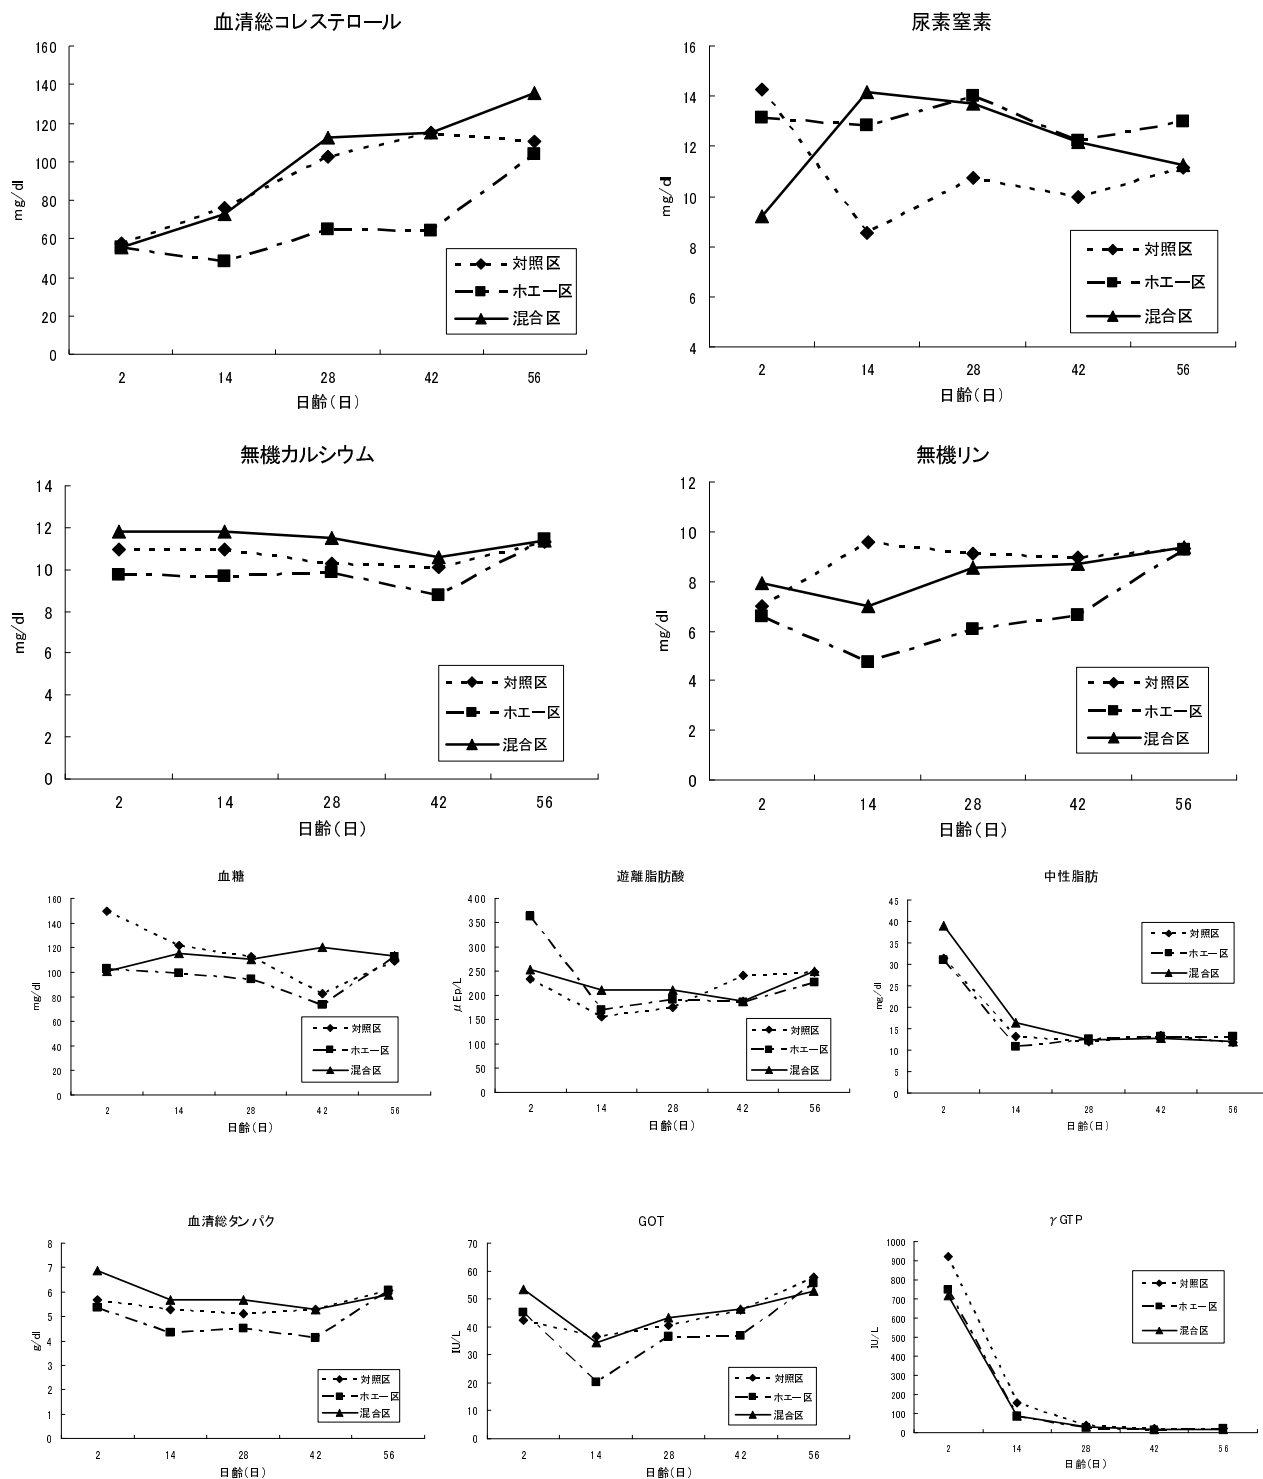 血清総コレステロール
160
140
120
100
80
60
40
20
0
mg/dl
2 14 28 42 56
日齢(日)
対照区
ホエー区
混合区
尿素窒素
16
14
12
10
8
6
4
mg/dl
2 14 28 42 56
日齢(日)
対照区
ホエー区
混合区
無機カルシウム
14
12
10
8
6
4
2
0
mg/dl
2 14 28 42 56
日齢(日)
対照区
ホエー区
混合区
無機リン
12
10
8
6
4
2
0
mg/dl
2 14 28 42 56
日齢(日)
対照区
ホエー区
混合区
血糖
160
140
120
100
80
60
40
20
0
mg/dl
2 14 28 42 56
日齢(日)
対照区
ホエー区
混合区
遊離脂肪酸
400
350
300
250
200
150
100
50
0
μEp/L
2 14 28 42 56
日齢(日)
対照区
ホエー区
混合区
中性脂肪
45
40
35
30
25
20
15
10
5
0
mg/dl
2 14 28 42 56
日齢(日)
対照区
ホエー区
混合区
血清総タンパク
8
7
6
5
4
3
2
1
0
g/dl
2 14 28 42 56
日齢(日)
対照区
ホエー区
混合区
GOT
70
60
50
40
30
20
10
0
IU/L
2 14 28 42 56
日齢(日)
対照区
ホエー区
混合区
γGTP
1000
900
800
700
600
500
400
300
200
100
0
IU/L
2 14 28 42 56
日齢(日)
対照区
ホエー区
混合区